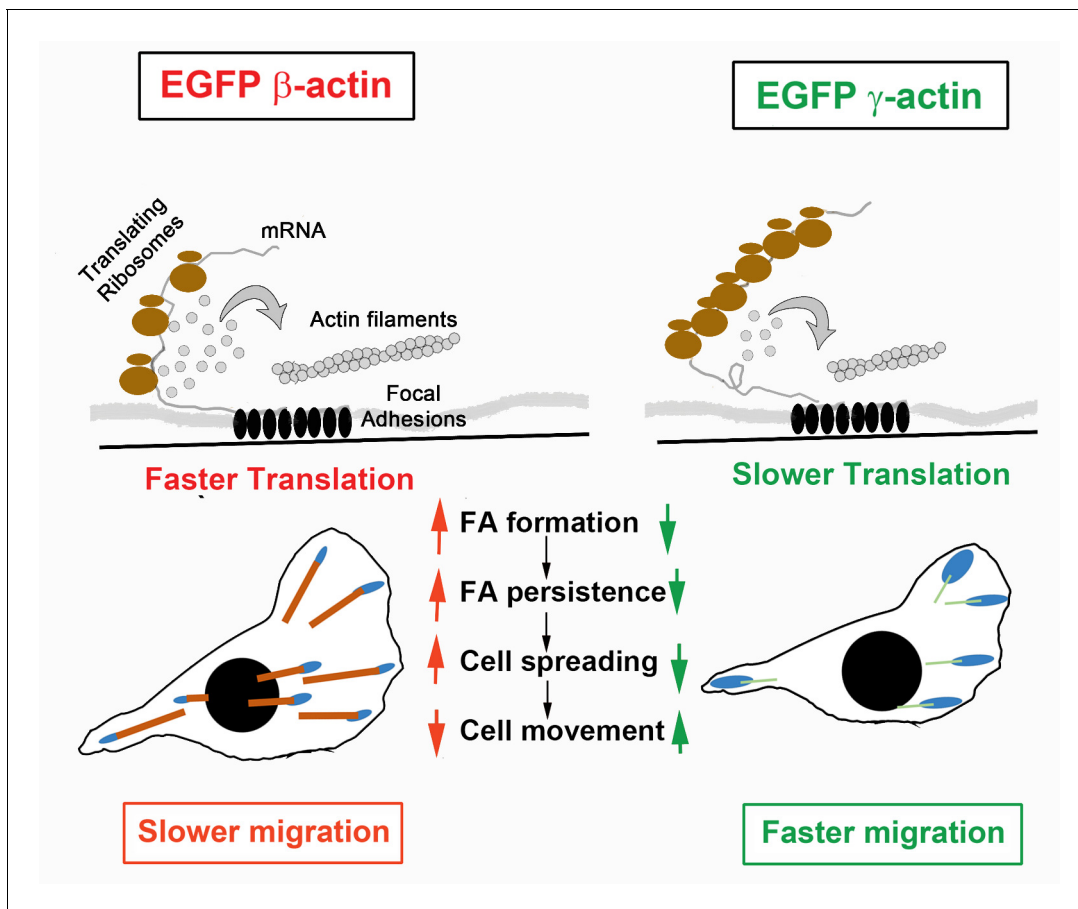 EGFP β-actin
EGFP γ-actin
Translating
Ribosomes
mRNA
Actin filaments
Focal
Adhesions
Faster Translation
Slower Translation
FA formation
FA persistence
Cell spreading
Cell movement
Slower migration
Faster migration